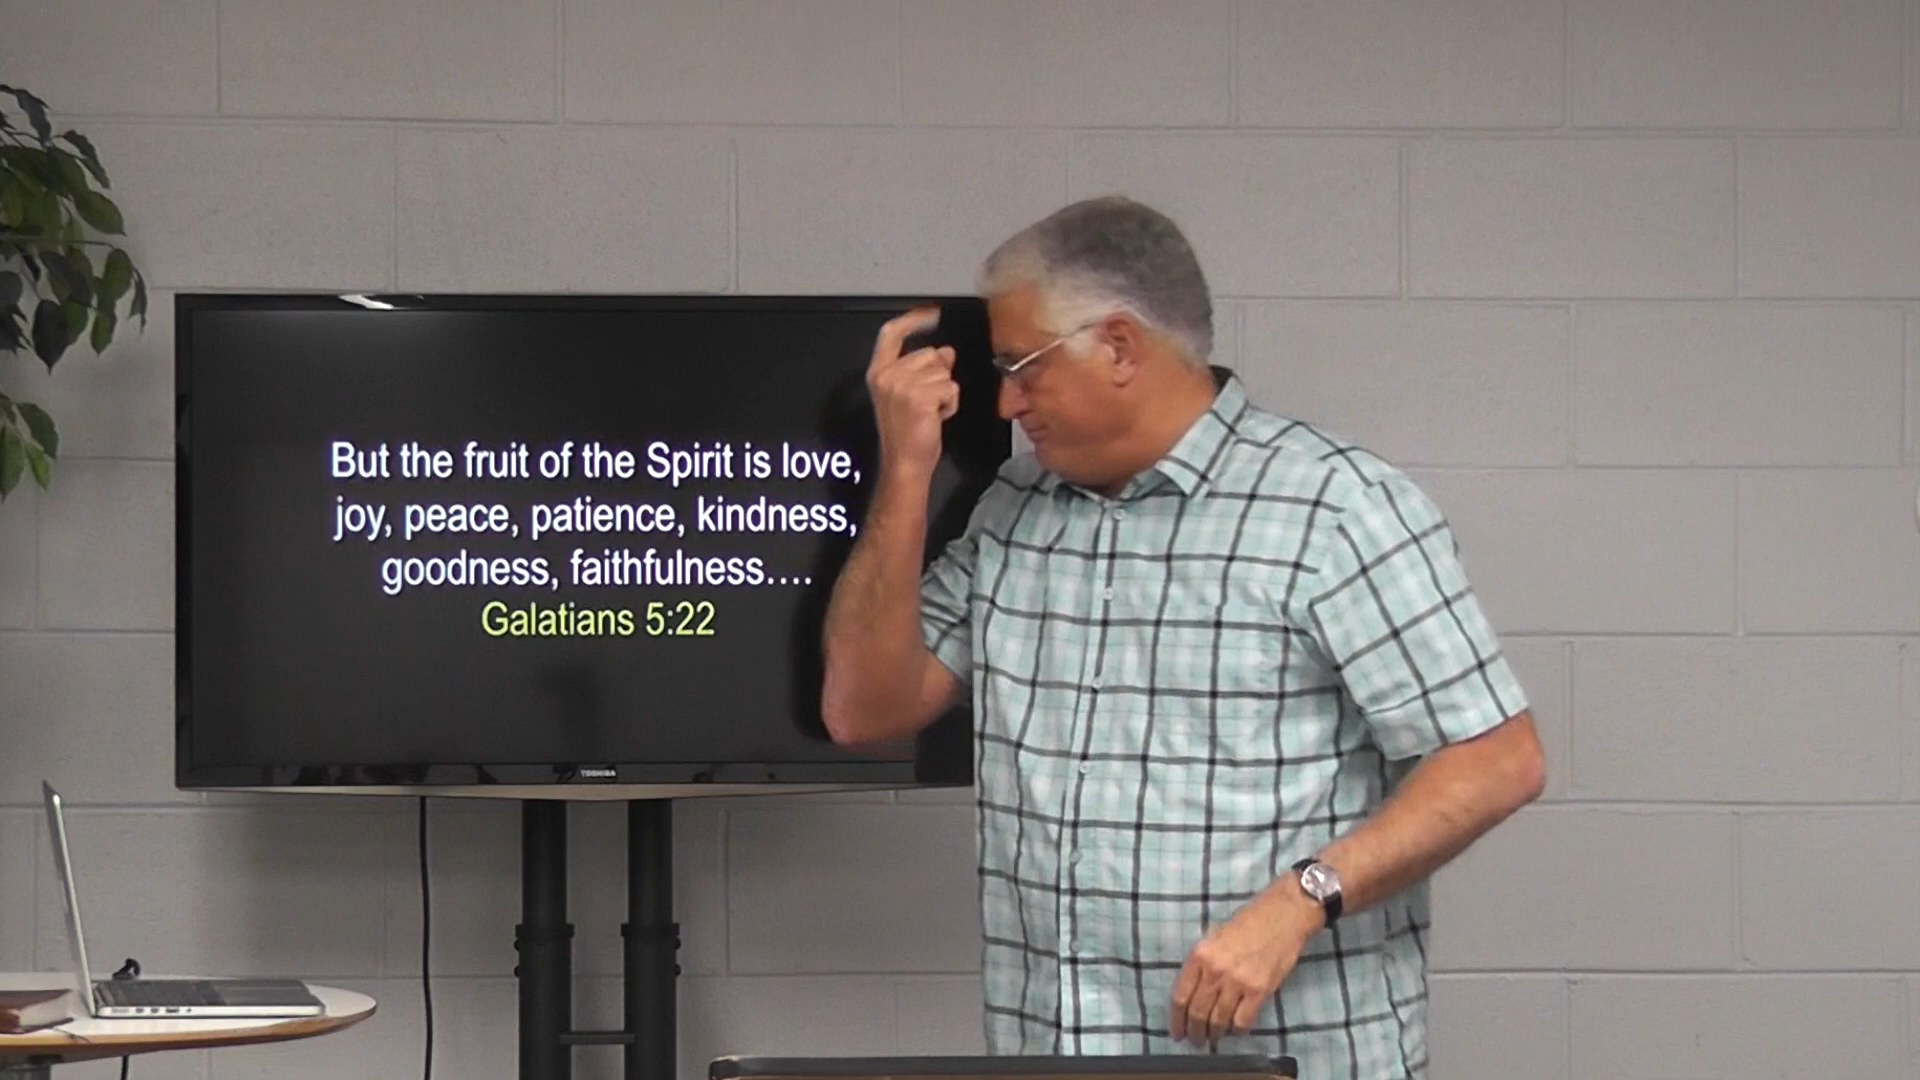 But the fruit of the Spirit is love,
joy, peace, patience, kindness,
goodness, faithfulness….
Galatians 5:22
TOSHIBA